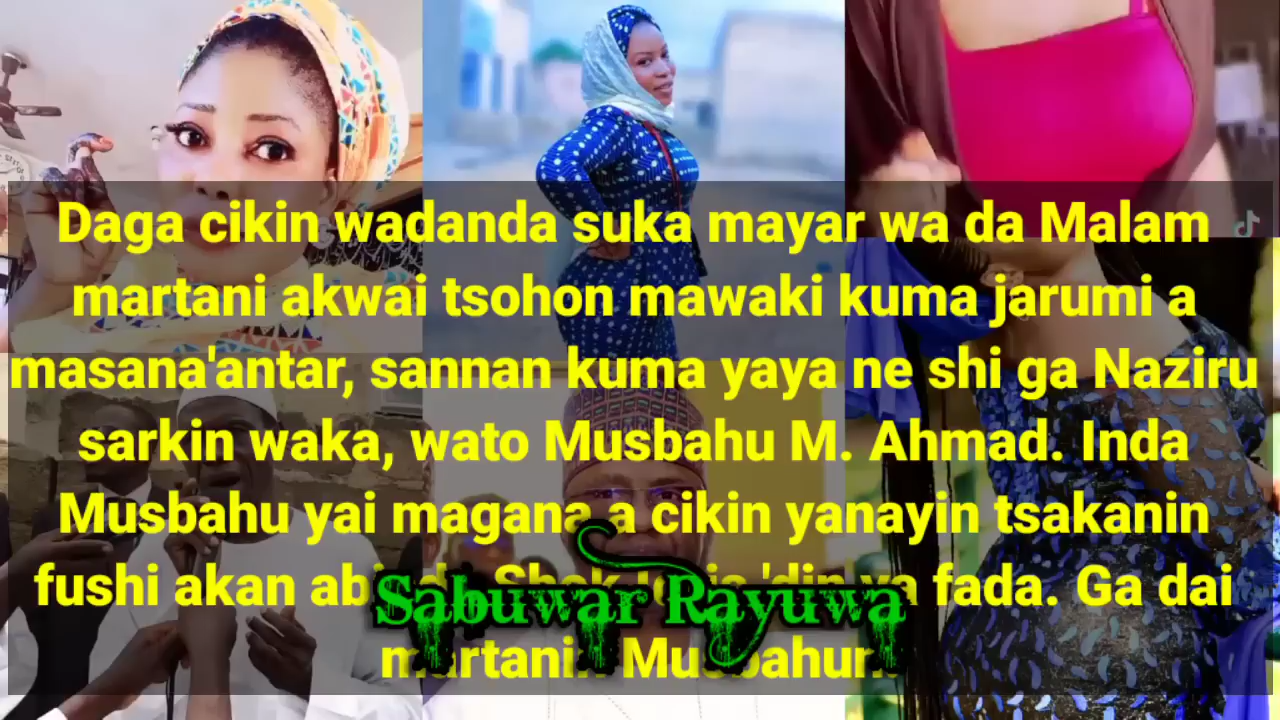 Daga cikin wadanda suka mayar wa da Malam
martani akwai tsohon mawaki kuma jarumi a
masana'antar, sannan kuma yaya ne shi ga Naziru
sarkin waka, wato Musbahu M. Ahmad. Inda
Musbahu yai magana a cikin yanayin tsakanin
fushi akan fada. Ga dai
Sabuwar Rayuwa